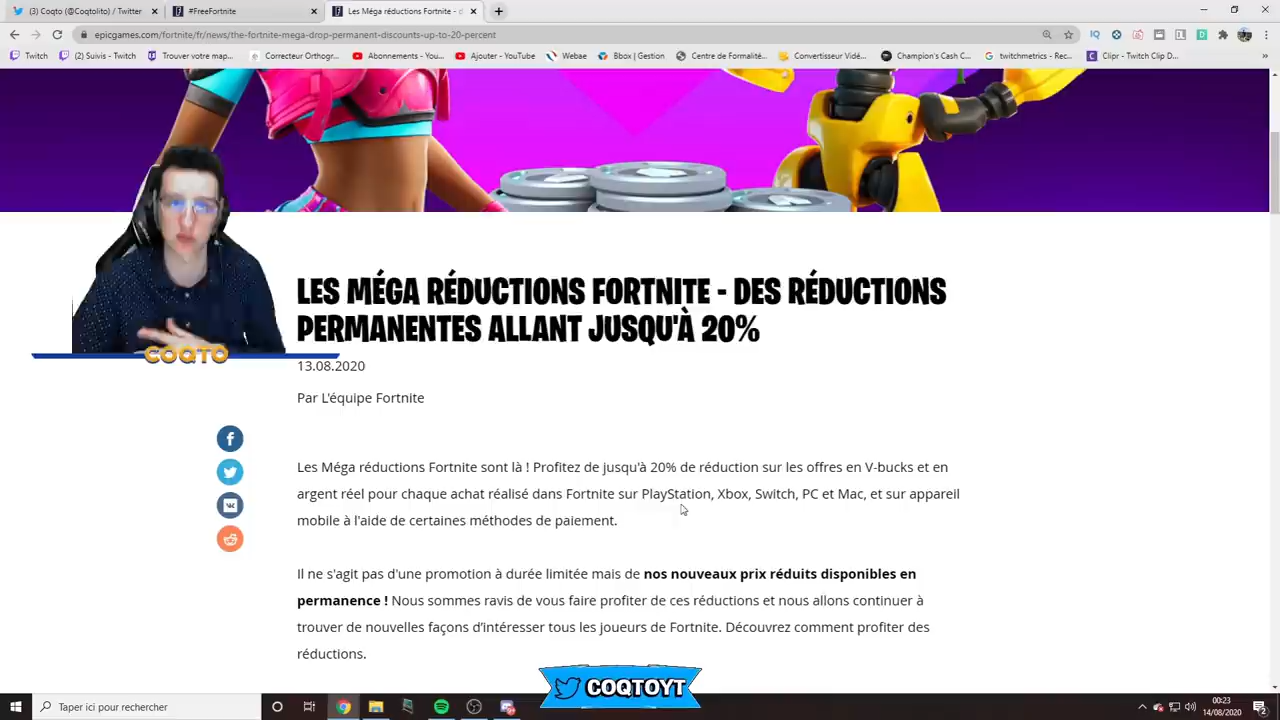 (3) Coqto (@Coqtolito) / Twitter
#FreeFortnite
Les Méga réductions Fortnite - d
epicgames.com/fortnite/fr/news/the-fortnite-mega-drop-permanent-discounts-up-to-20-percent
Twitch
(2) Suivis - Twitch
Trouver votre map...
Correcteur Orthogr...
Abonnements - You...
Ajouter - YouTube
Webae
Bbox | Gestion
Centre de Formalité...
Convertisseur Vidé...
Champion's Cash C...
twitchmetrics - Rec...
Clipr - Twitch Clip D...
LES MÉGA RÉDUCTIONS FORTNITE - DES RÉDUCTIONS
PERMANENTES ALLANT JUSQU'À 20%
COQTO
13.08.2020
Par L'équipe Fortnite
Les Méga réductions Fortnite sont là ! Profitez de jusqu'à 20% de réduction sur les offres en V-bucks et en
argent réel pour chaque achat réalisé dans Fortnite sur PlayStation, Xbox, Switch, PC et Mac, et sur appareil
mobile à l'aide de certaines méthodes de paiement.
Il ne s'agit pas d'une promotion à durée limitée mais de nos nouveaux prix réduits disponibles en
permanence ! Nous sommes ravis de vous faire profiter de ces réductions et nous allons continuer à
trouver de nouvelles façons d'intéresser tous les joueurs de Fortnite. Découvrez comment profiter des
réductions.
COQTOYT
Taper ici pour rechercher
00:23
14/08/2020